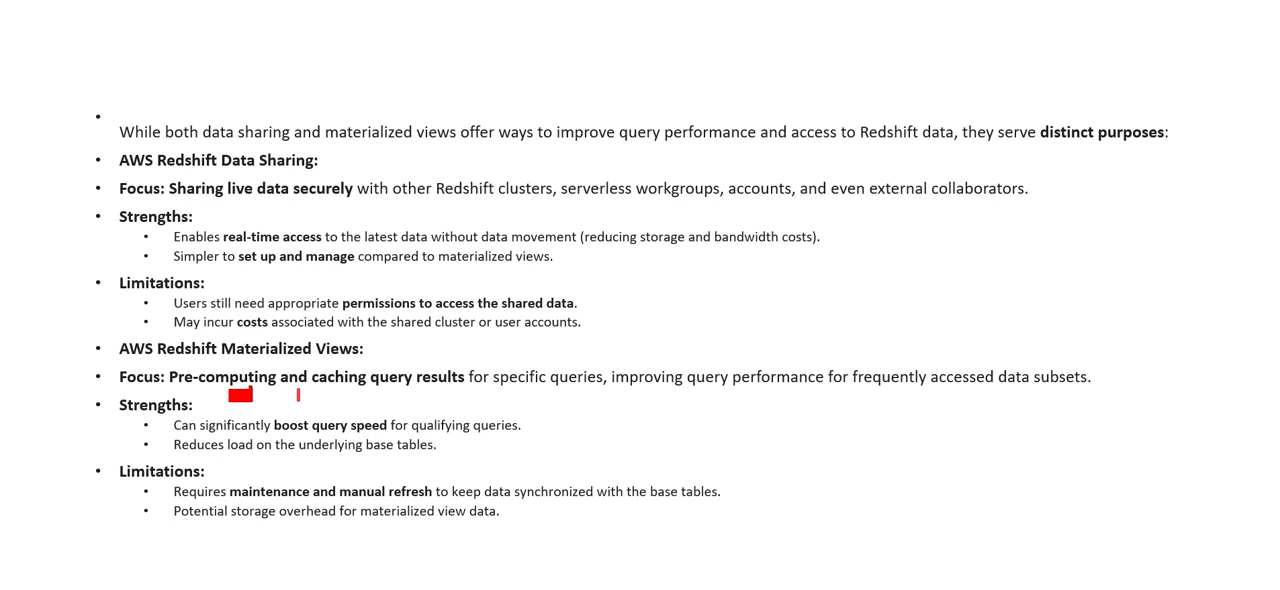 While both data sharing and materialized views offer ways to improve query performance and access to Redshift data, they serve distinct purposes:
AWS Redshift Data Sharing:
Focus: Sharing live data securely with other Redshift clusters, serverless workgroups, accounts, and even external collaborators.
Strengths:
Enables real-time access to the latest data without data movement (reducing storage and bandwidth costs).
Simpler to set up and manage compared to materialized views.
Limitations:
Users still need appropriate permissions to access the shared data.
May incur costs associated with the shared cluster or user accounts.
AWS Redshift Materialized Views:
Focus: Pre-computing and caching query results for specific queries, improving query performance for frequently accessed data subsets.
Strengths:
Can significantly boost query speed for qualifying queries.
Reduces load on the underlying base tables.
Limitations:
Requires maintenance and manual refresh to keep data synchronized with the base tables.
Potential storage overhead for materialized view data.